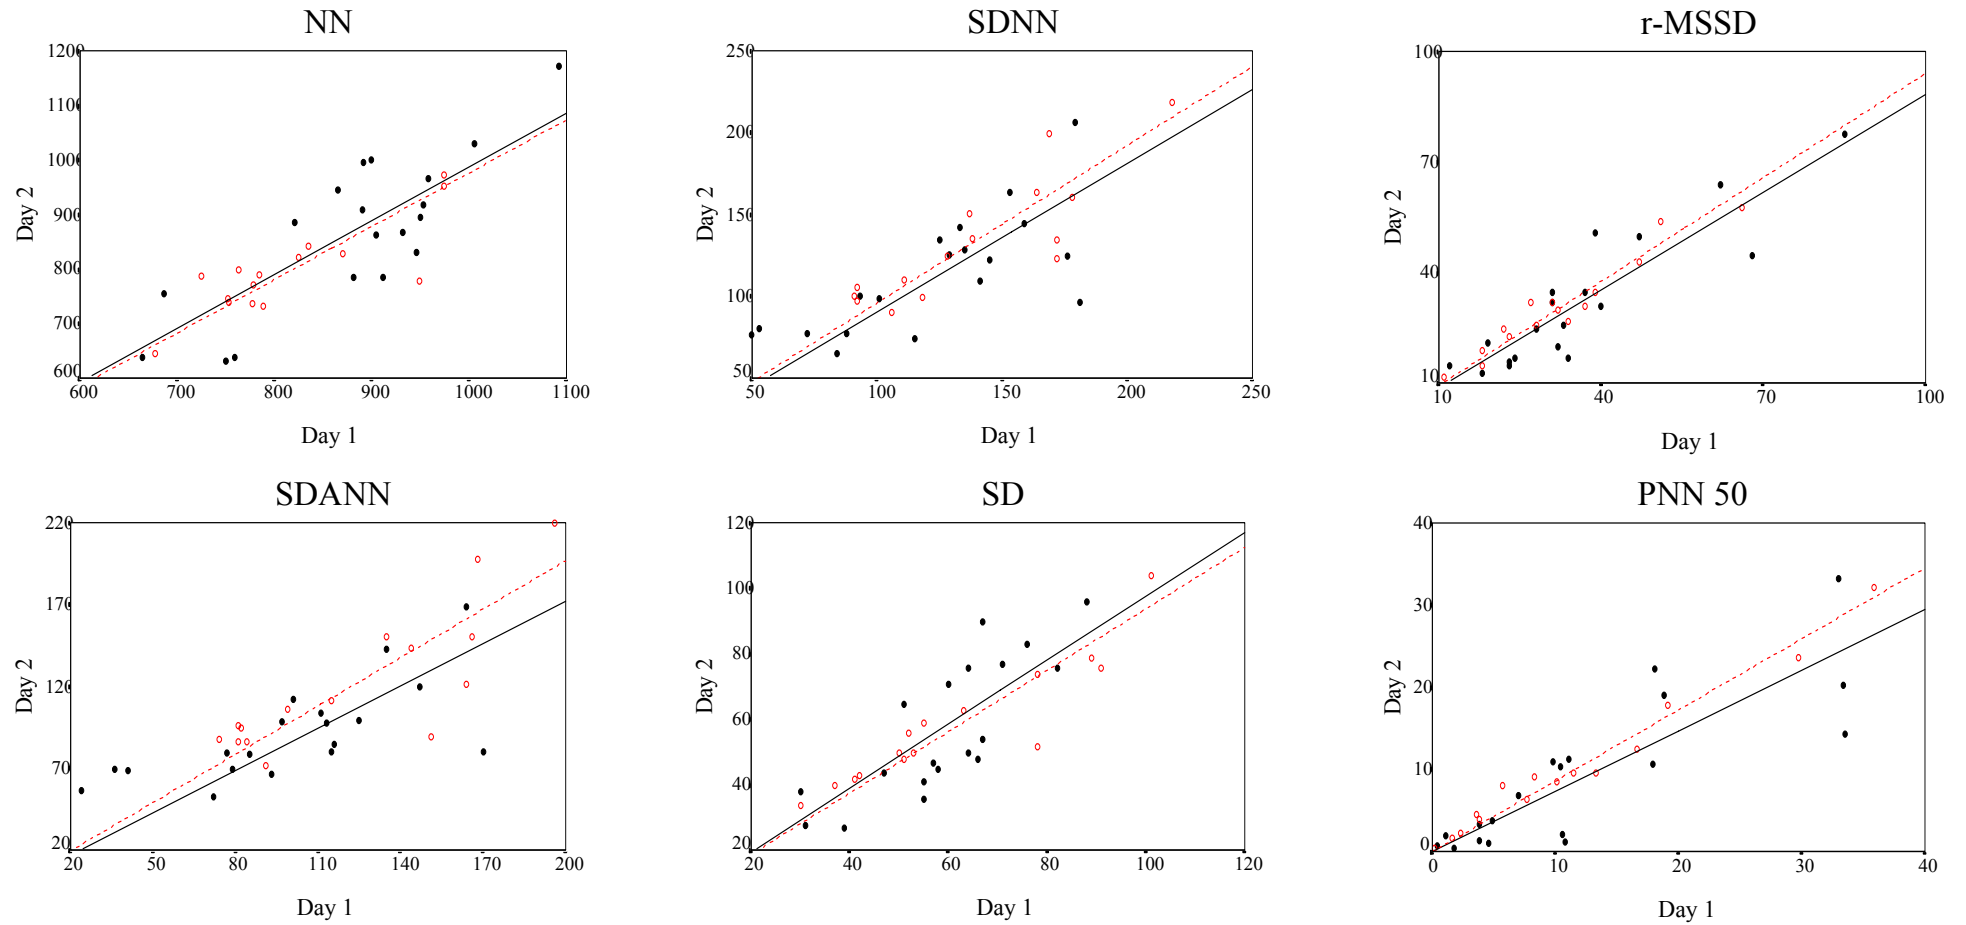 NN
1200
1100
1000
900
800
700
600
600 700 800 900 1000 1100
Day 2
Day 1
SDNN
250
200
150
100
50
50 100 150 200 250
Day 2
Day 1
r-MSSD
100
70
40
10
10 40 70 100
Day 2
Day 1
SDANN
220
170
120
70
20
20 50 80 110 140 170 200
Day 2
Day 1
SD
120
100
80
60
40
20
20 40 60 80 100 120
Day 2
Day 1
PNN 50
40
30
20
10
0
0 10 20 30 40
Day 2
Day 1